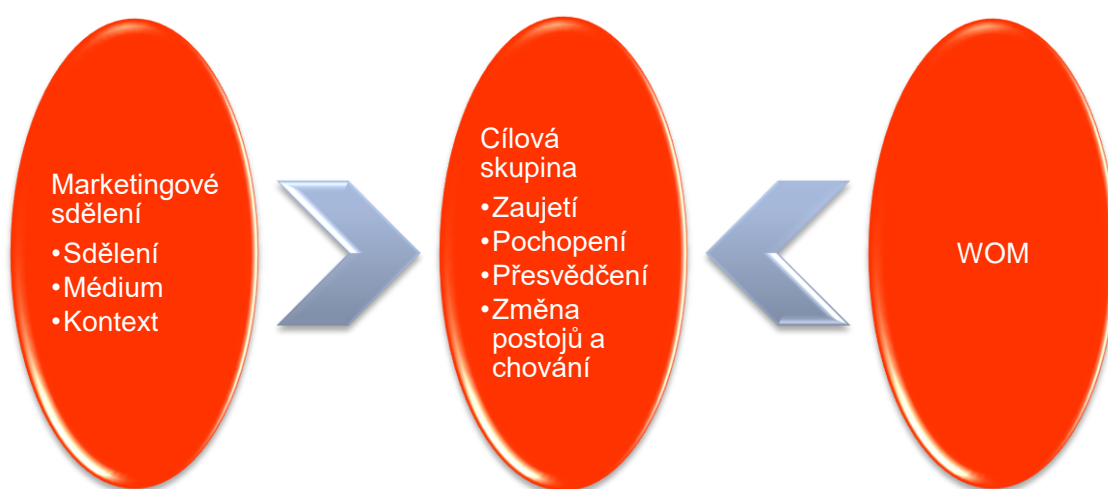 Marketingové
sdělení
•Sdělení
•Médium
•Kontext
Cílová
skupina
•Zaujetí
•Pochopení
•Přesvědčení
•Změna
postojů a
chování
WOM